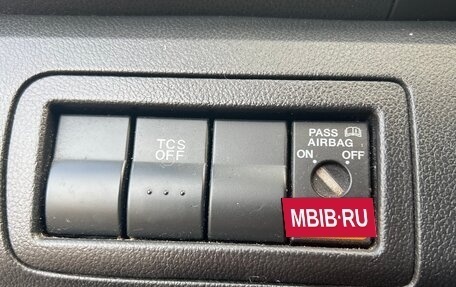 TCS
OFF
PASS
AIRBAG
ON OFF
MBIB·RU